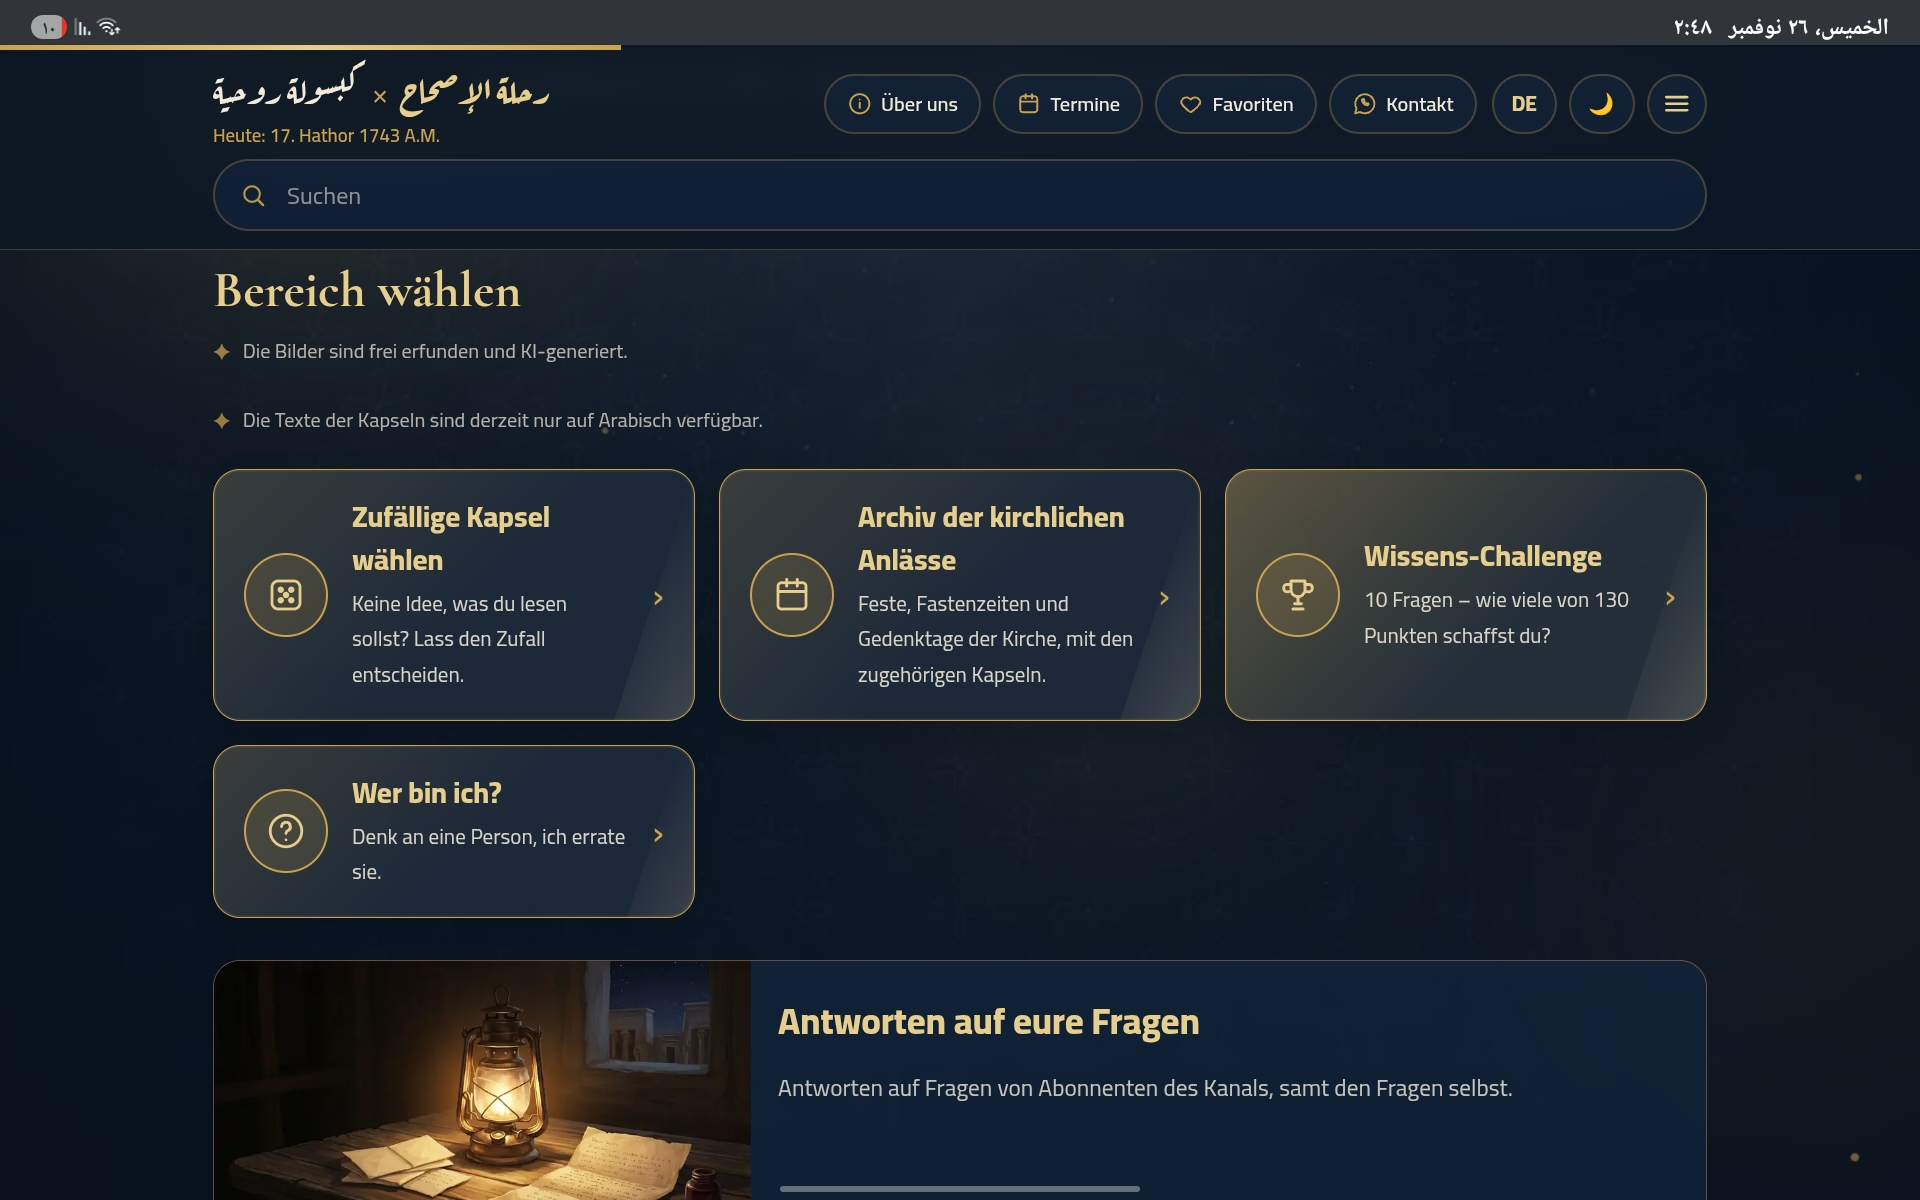 الخميس، ٢٦ نوفمبر ٢:٤٨
١٠
رحلة الإصحاح × كبسولة روحية
Heute: 17. Hathor 1743 A.M.
Über uns
Termine
Favoriten
Kontakt
DE
Suchen
Bereich wählen
Die Bilder sind frei erfunden und KI-generiert.
Die Texte der Kapseln sind derzeit nur auf Arabisch verfügbar.
Zufällige Kapsel
wählen
Keine Idee, was du lesen
sollst? Lass den Zufall
entscheiden.
Archiv der kirchlichen
Anlässe
Feste, Fastenzeiten und
Gedenktage der Kirche, mit den
zugehörigen Kapseln.
Wissens-Challenge
10 Fragen – wie viele von 130
Punkten schaffst du?
Wer bin ich?
Denk an eine Person, ich errate
sie.
Antworten auf eure Fragen
Antworten auf Fragen von Abonnenten des Kanals, samt den Fragen selbst.